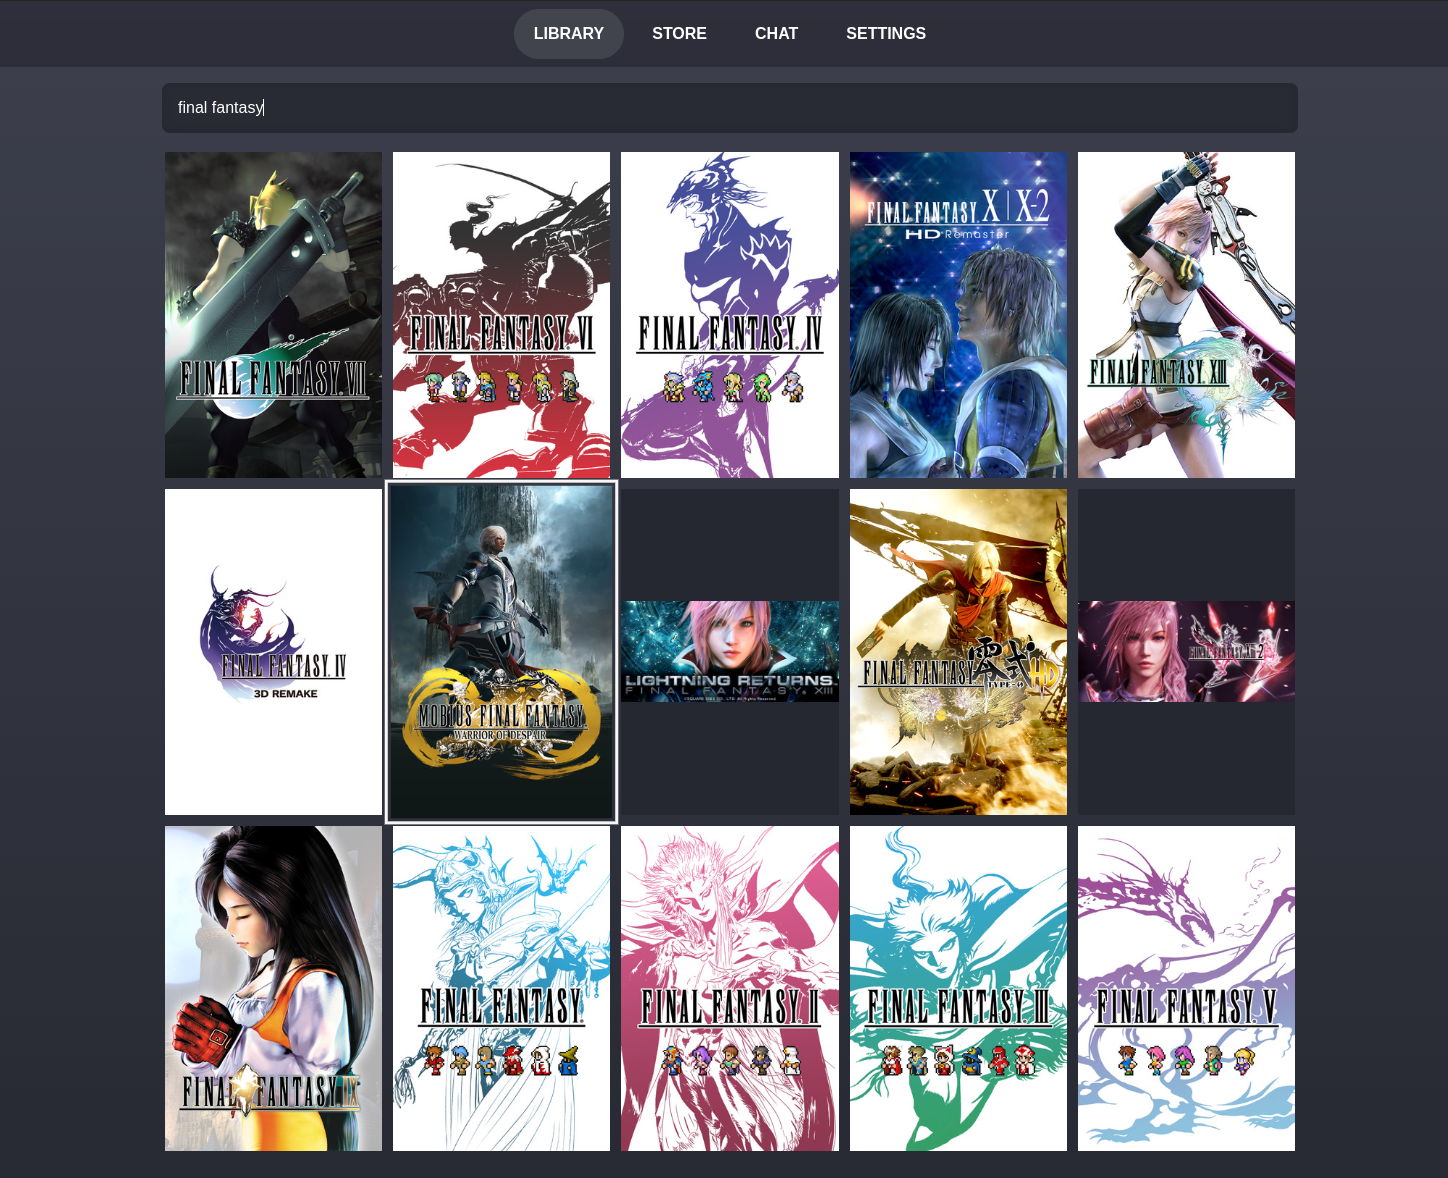 LIBRARY STORE CHAT SETTINGS
final fantasy
FINAL FANTASY. VII
FINAL FANTASY. VI
FINAL FANTASY. IV
FINAL FANTASY. X | X-2
HD Remaster
FINAL FANTASY. XIII
FINAL FANTASY. IV
3D REMAKE
MOBIUS FINAL FANTASY.
WARRIOR OF DESPAIR
LIGHTNING RETURNS.
FINAL FANTASY. XIII
FINAL FANTASY 零式 HD
TYPE-0
FINAL FANTASY XIII-2
FINAL FANTASY IX
FINAL FANTASY.
FINAL FANTASY. II
FINAL FANTASY. III
FINAL FANTASY. V